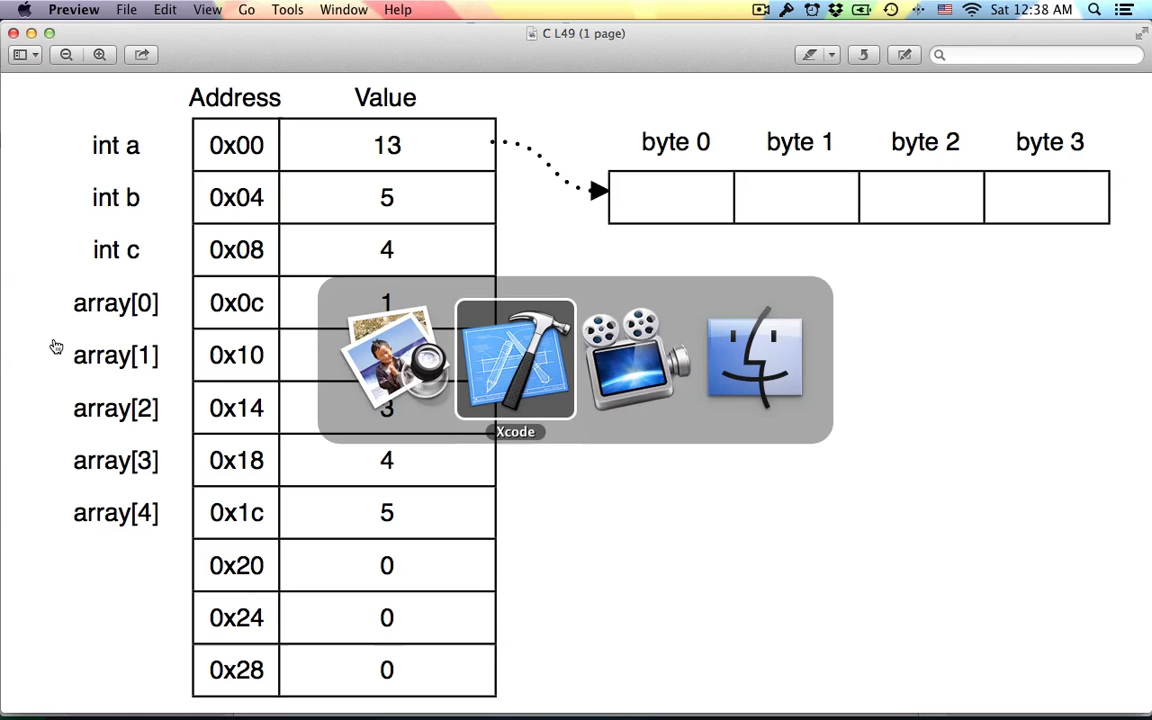 Preview File Edit View Go Tools Window Help Sat 12:38 AM
C L49 (1 page)
Address Value
int a 0x00 13 byte 0 byte 1 byte 2 byte 3
int b 0x04 5
int c 0x08 4
array[0] 0x0c 1
array[1] 0x10
array[2] 0x14 3
Xcode
array[3] 0x18 4
array[4] 0x1c 5
0x20 0
0x24 0
0x28 0